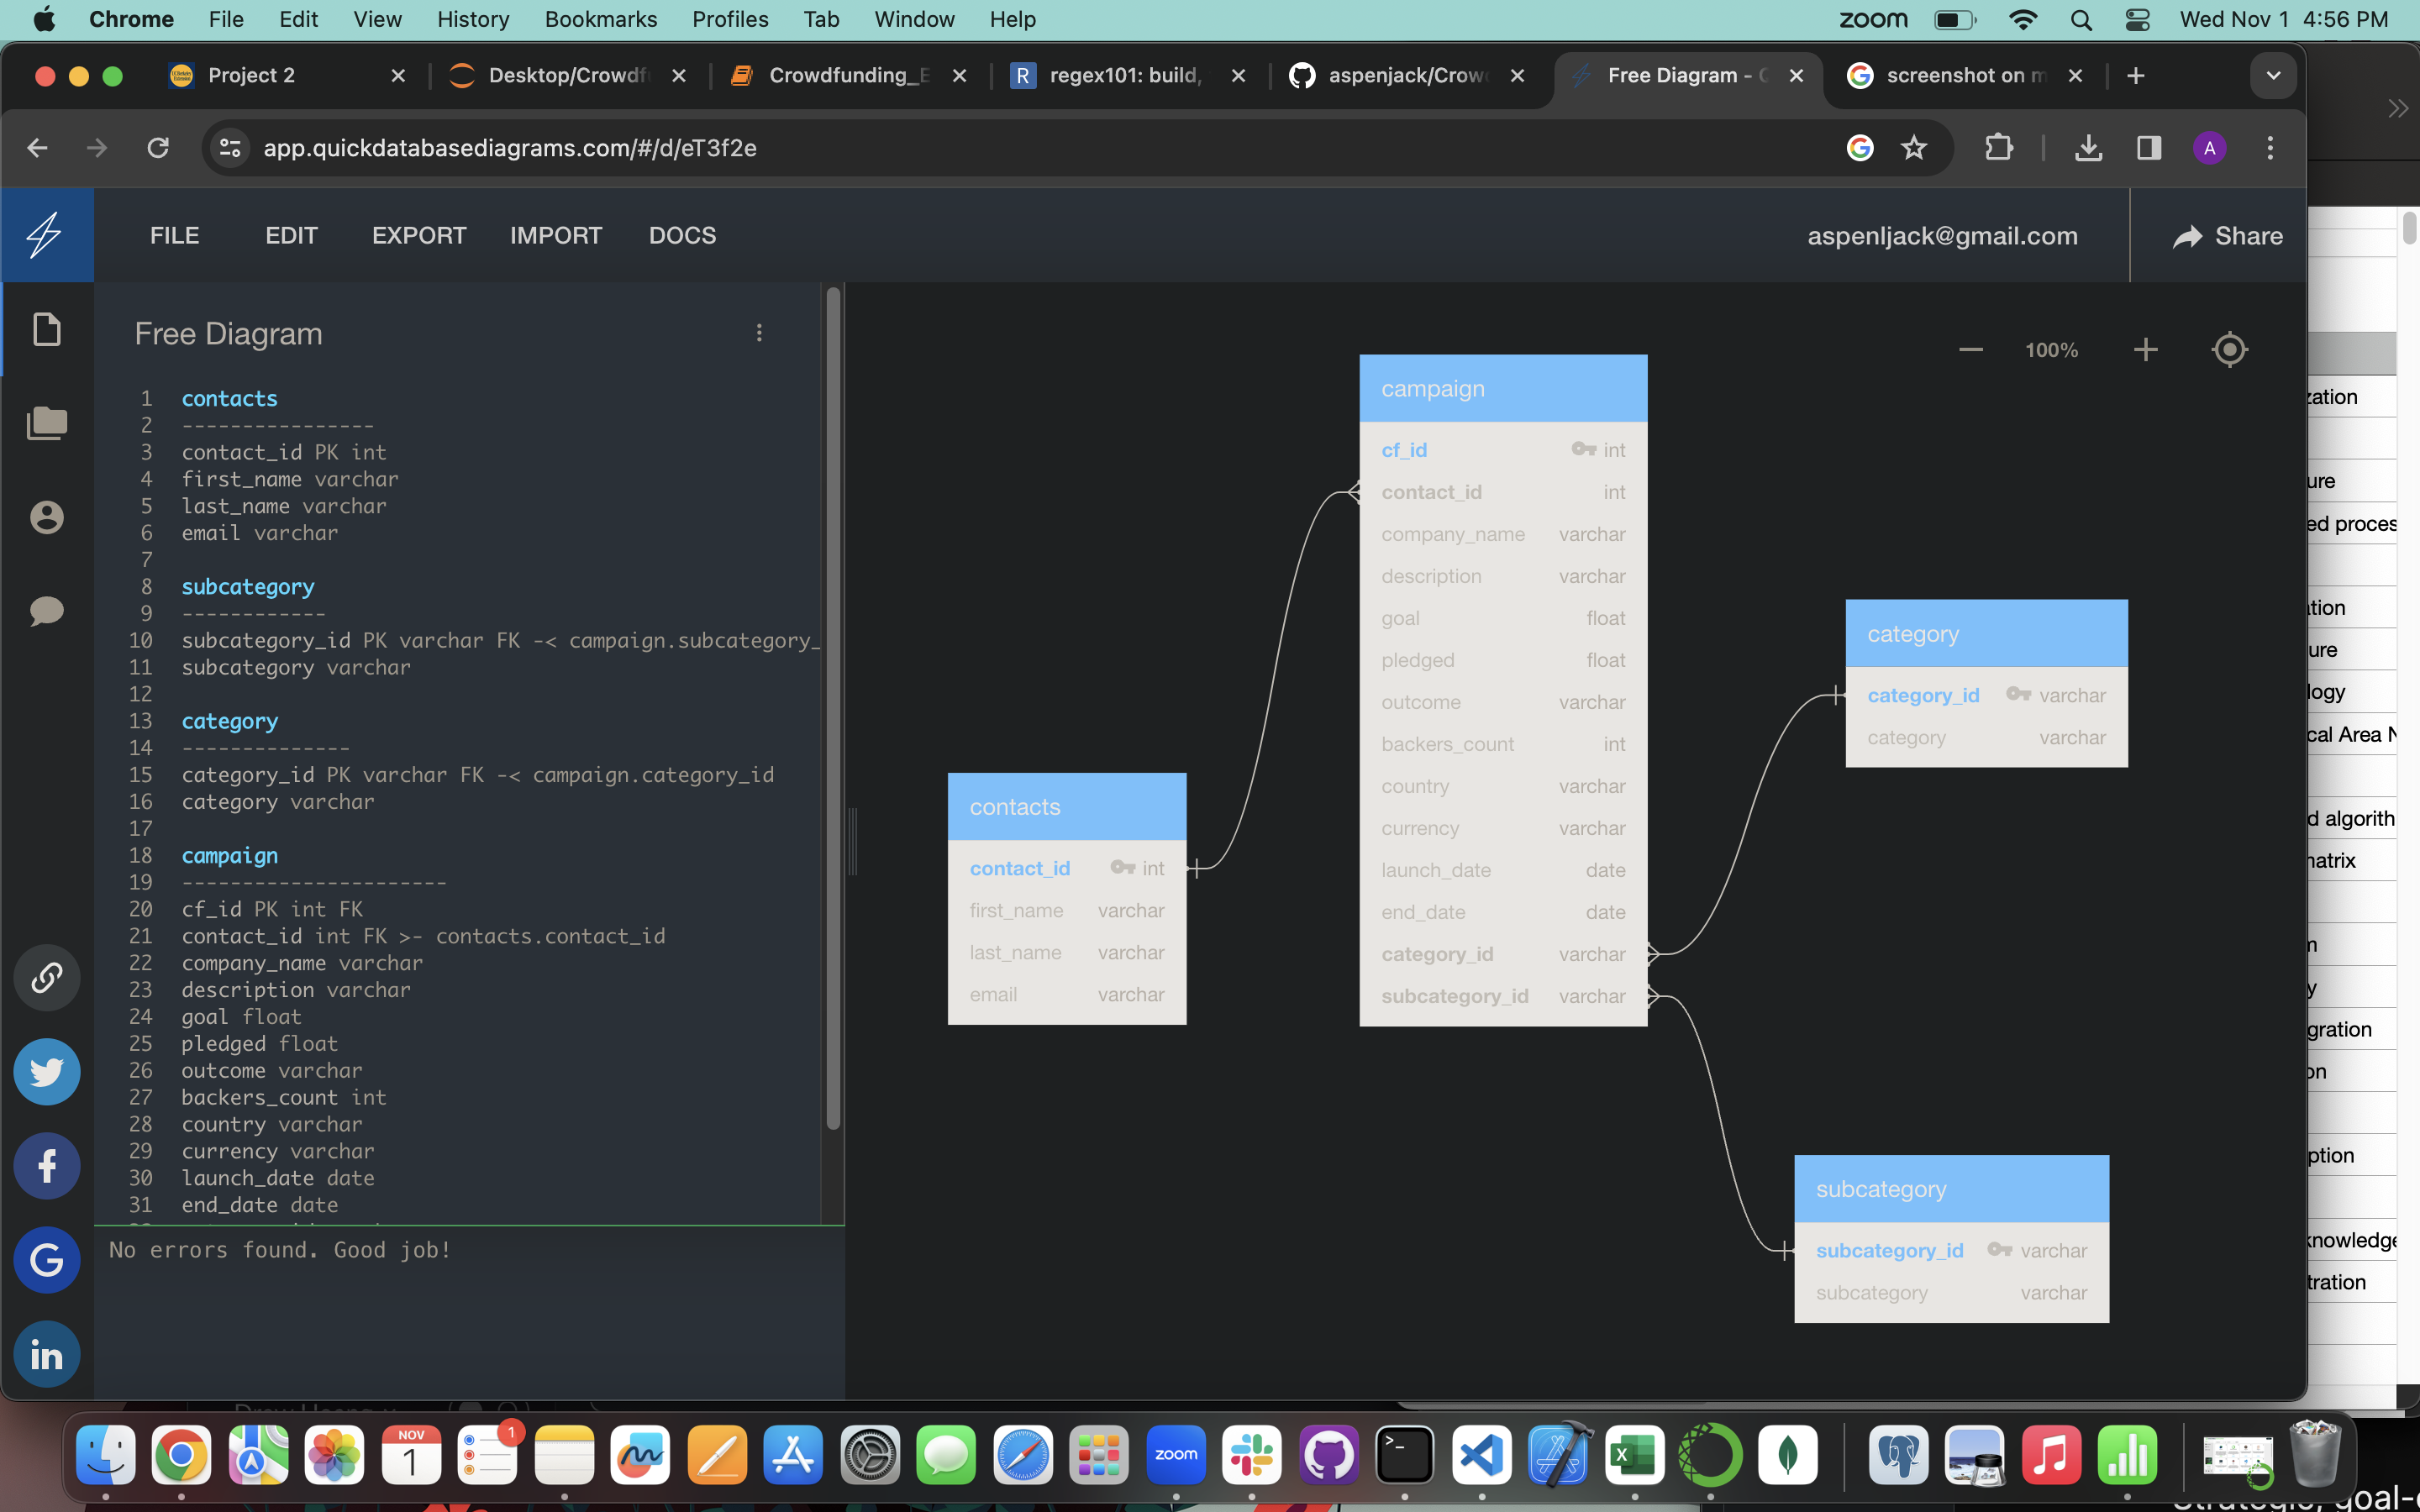 Chrome File Edit View History Bookmarks Profiles Tab Window Help zoom Wed Nov 1 4:56 PM
Project 2 Desktop/Crowdf Crowdfunding_E regex101: build, aspenjack/Crow Free Diagram - screenshot on m
app.quickdatabasediagrams.com/#/d/eT3f2e A
FILE EDIT EXPORT IMPORT DOCS aspenljack@gmail.com Share
Free Diagram
1 contacts
2 ----------------
3 contact_id PK int
4 first_name varchar
5 last_name varchar
6 email varchar
7
8 subcategory
9 ------------
10 subcategory_id PK varchar FK -< campaign.subcategory_
11 subcategory varchar
12
13 category
14 --------------
15 category_id PK varchar FK -< campaign.category_id
16 category varchar
17
18 campaign
19 ----------------------
20 cf_id PK int FK
21 contact_id int FK >- contacts.contact_id
22 company_name varchar
23 description varchar
24 goal float
25 pledged float
26 outcome varchar
27 backers_count int
28 country varchar
29 currency varchar
30 launch_date date
31 end_date date
No errors found. Good job!
100%
campaign
cf_id int
contact_id int
company_name varchar
description varchar
goal float
pledged float
outcome varchar
backers_count int
country varchar
currency varchar
launch_date date
end_date date
category_id varchar
subcategory_id varchar
contacts
contact_id int
first_name varchar
last_name varchar
email varchar
category
category_id varchar
category varchar
subcategory
subcategory_id varchar
subcategory varchar
zation
ure
ed proces
tion
ure
logy
cal Area N
d algorith
natrix
n
y
gration
on
ption
knowledge
tration
NOV
1
1
zoom